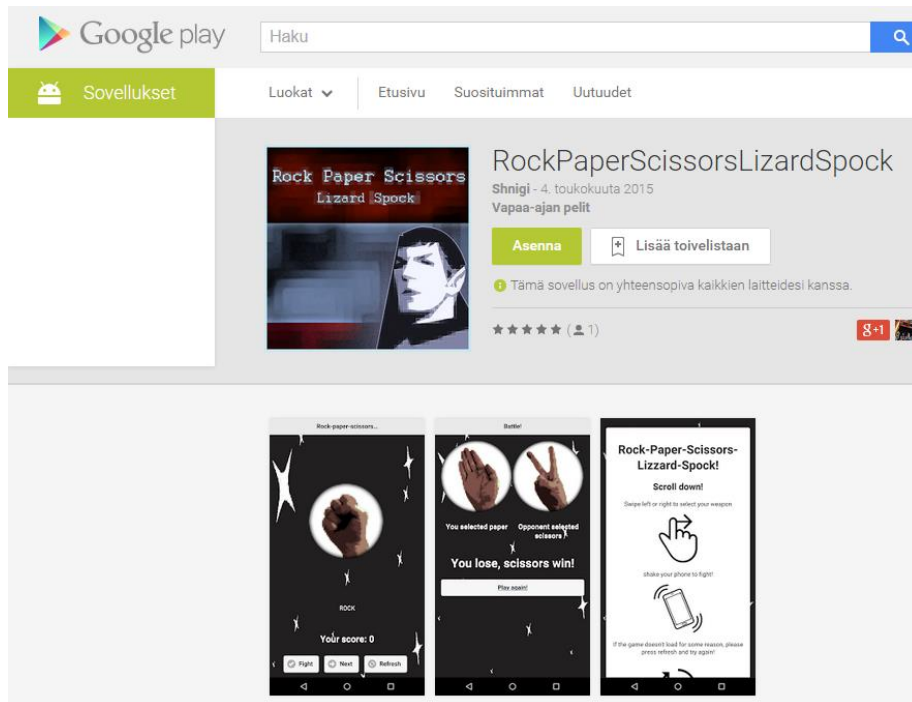 Google play
Haku
Sovellukset
Luokat
Etusivu
Suosituimmat
Uutuudet
Rock Paper Scissors
Lizard Spock
RockPaperScissorsLizardSpock
Shnigi - 4. toukokuuta 2015
Vapaa-ajan pelit
Asenna
Lisää toivelistaan
Tämä sovellus on yhteensopiva kaikkien laitteidesi kanssa.
( 1)
g+1
Rock-paper-scissors...
ROCK
Your score: 0
Fight
Next
Refresh
Battle!
You selected paper
Opponent selected
scissors
You lose, scissors win!
Play again!
Rock-Paper-Scissors-
Lizzard-Spock!
Scroll down!
Swipe left or right to select your weapon
Shake your phone to fight!
If the game doesn't load for some reason, please
press refresh and try again!